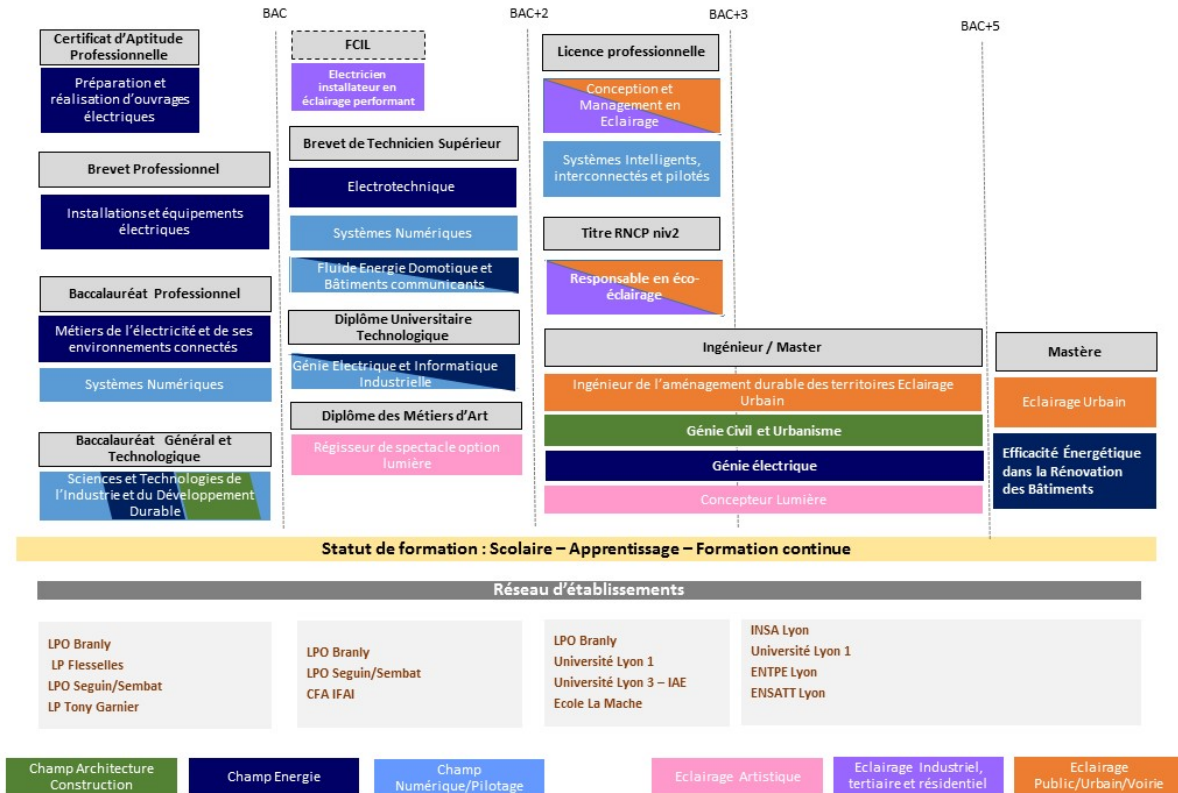 BAC
BAC+2
BAC+3
BAC+5
Certificat d'Aptitude
Professionnelle
Préparation et
réalisation d'ouvrages
électriques
Brevet Professionnel
Installations et équipements
électriques
Baccalauréat Professionnel
Métiers de l'électricité et de ses
environnements connectés
Systèmes Numériques
Baccalauréat Général et
Technologique
Sciences et Technologies de
l'Industrie et du Développement
Durable
FCIL
Electricien
installateur en
éclairage performant
Brevet de Technicien Supérieur
Electrotechnique
Systèmes Numériques
Fluide Energie Domotique et
Bâtiments communicants
Diplôme Universitaire
Technologique
Génie Electrique et Informatique
Industrielle
Diplôme des Métiers d'Art
Régisseur de spectacle option
lumière
Licence professionnelle
Conception et
Management en
Eclairage
Systèmes Intelligents,
interconnectés et pilotés
Titre RNCP niv2
Responsable en éco-
éclairage
Ingénieur / Master
Ingénieur de l'aménagement durable des territoires Eclairage
Urbain
Génie Civil et Urbanisme
Génie électrique
Concepteur Lumière
Mastère
Eclairage Urbain
Efficacité Énergétique
dans la Rénovation
des Bâtiments
Statut de formation : Scolaire – Apprentissage – Formation continue
Réseau d'établissements
LPO Branly
LP Flesselles
LPO Seguin/Sembat
LP Tony Garnier
LPO Branly
LPO Seguin/Sembat
CFA IFAI
LPO Branly
Université Lyon 1
Université Lyon 3 – IAE
Ecole La Mache
INSA Lyon
Université Lyon 1
ENTPE Lyon
ENSATT Lyon
Champ Architecture
Construction
Champ Energie
Champ
Numérique/Pilotage
Eclairage Artistique
Eclairage Industriel,
tertiaire et résidentiel
Eclairage
Public/Urbain/Voirie